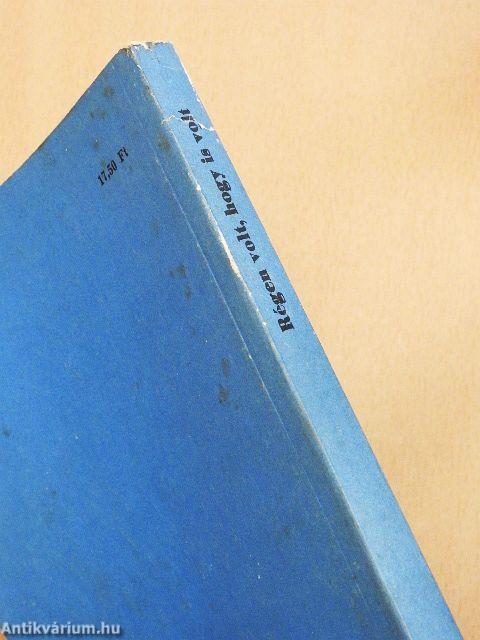 17,50 Ft
Régen volt, hogy is volt
Antikvárium.hu